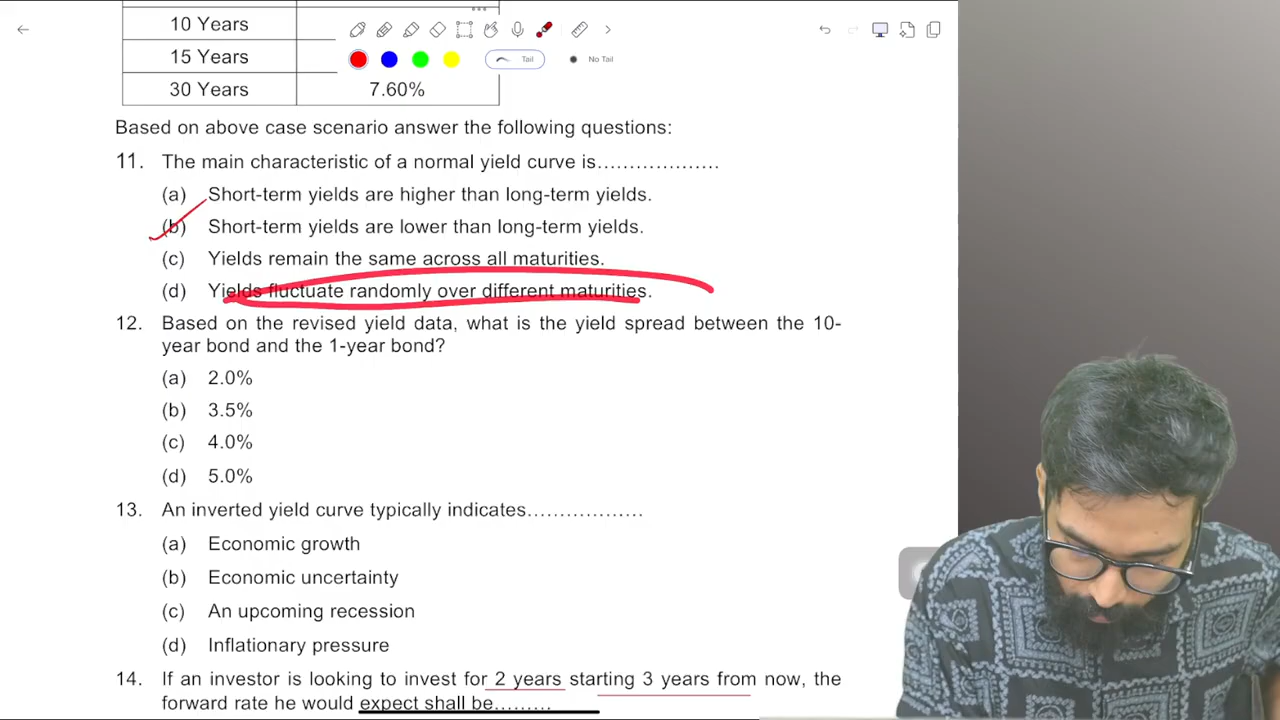 10 Years
15 Years
30 Years 7.60%
Tail
No Tail
Based on above case scenario answer the following questions:
11. The main characteristic of a normal yield curve is...................
(a) Short-term yields are higher than long-term yields.
(b) Short-term yields are lower than long-term yields.
(c) Yields remain the same across all maturities.
(d) Yields fluctuate randomly over different maturities.
12. Based on the revised yield data, what is the yield spread between the 10-
year bond and the 1-year bond?
(a) 2.0%
(b) 3.5%
(c) 4.0%
(d) 5.0%
13. An inverted yield curve typically indicates..................
(a) Economic growth
(b) Economic uncertainty
(c) An upcoming recession
(d) Inflationary pressure
14. If an investor is looking to invest for 2 years starting 3 years from now, the
forward rate he would expect shall be.........